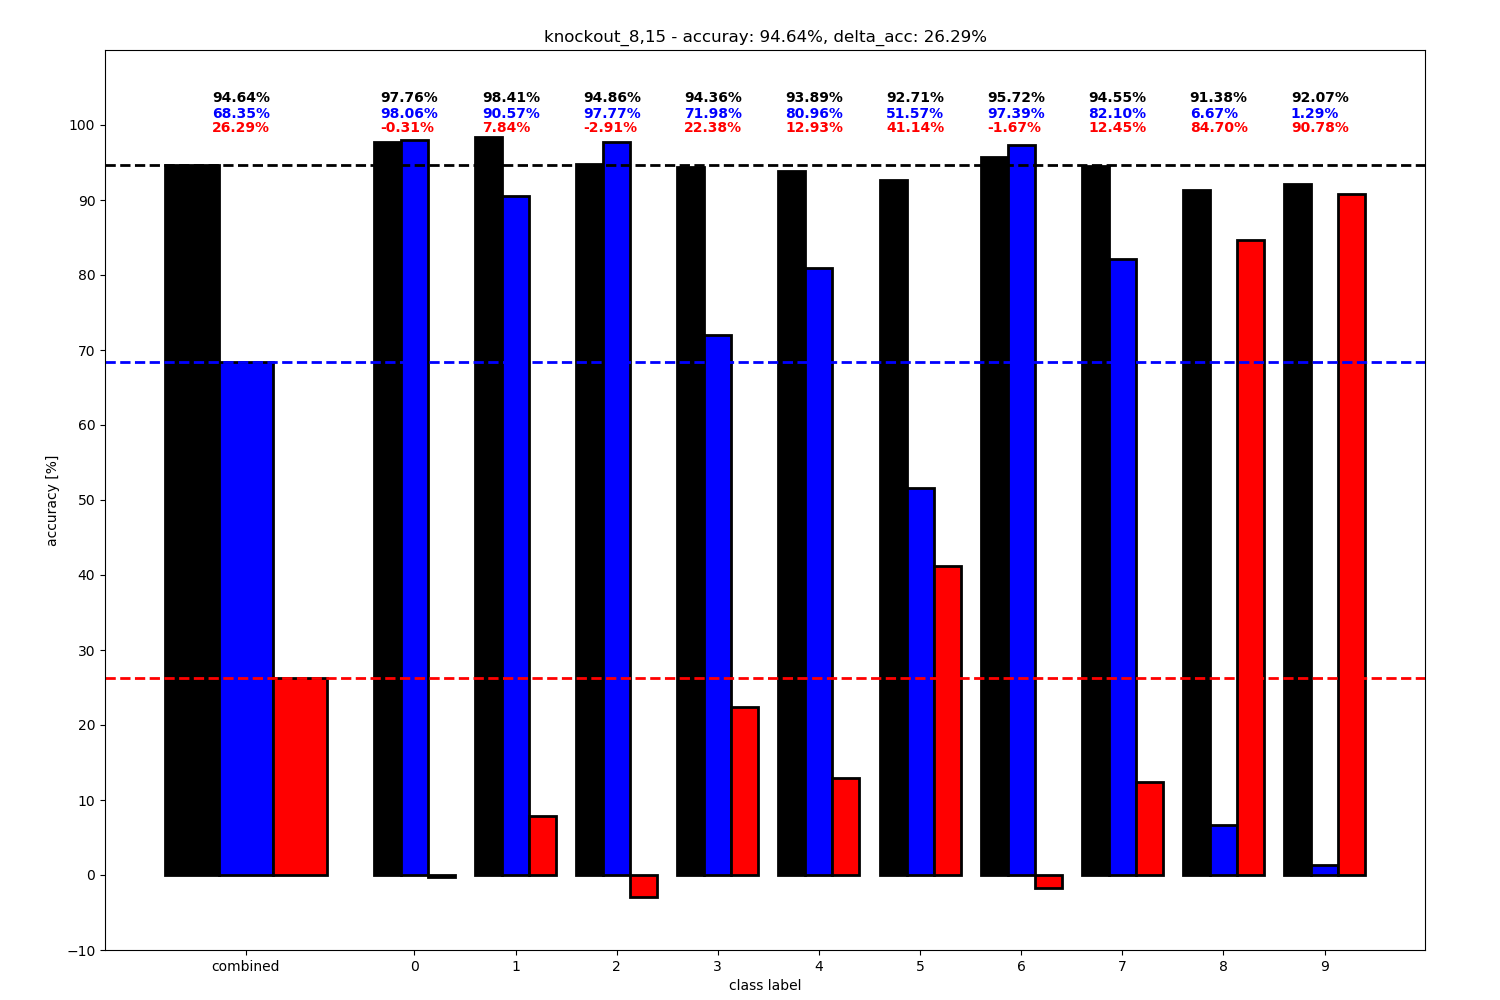 knockout_8,15 - accuray: 94.64%, delta_acc: 26.29%
94.64% 97.76% 98.41% 94.86% 94.36% 93.89% 92.71% 95.72% 94.55% 91.38% 92.07%
68.35% 98.06% 90.57% 97.77% 71.98% 80.96% 51.57% 97.39% 82.10% 6.67% 1.29%
26.29% -0.31% 7.84% -2.91% 22.38% 12.93% 41.14% -1.67% 12.45% 84.70% 90.78%
100
90
80
70
60
50
40
30
20
10
0
−10
accuracy [%]
combined 0 1 2 3 4 5 6 7 8 9
class label